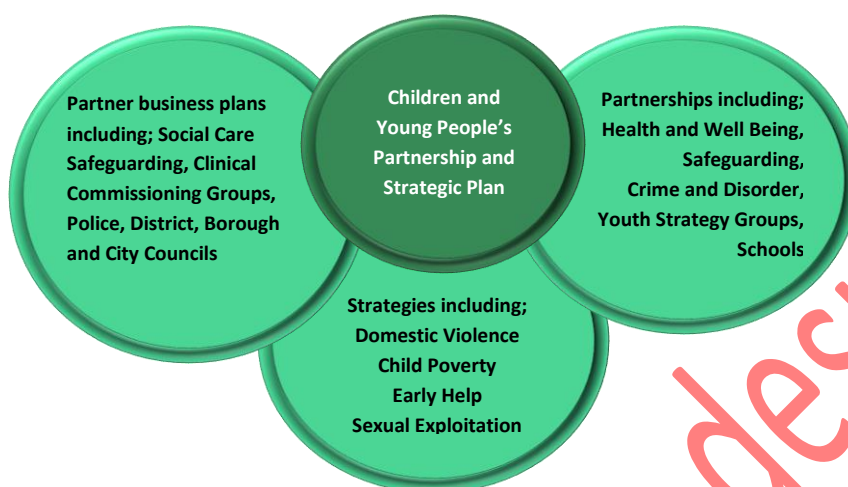 Partner business plans
including; Social Care
Safeguarding, Clinical
Commissioning Groups,
Police, District, Borough
and City Councils
Children and
Young People’s
Partnership and
Strategic Plan
Partnerships including;
Health and Well Being,
Safeguarding,
Crime and Disorder,
Youth Strategy Groups,
Schools
Strategies including;
Domestic Violence
Child Poverty
Early Help
Sexual Exploitation